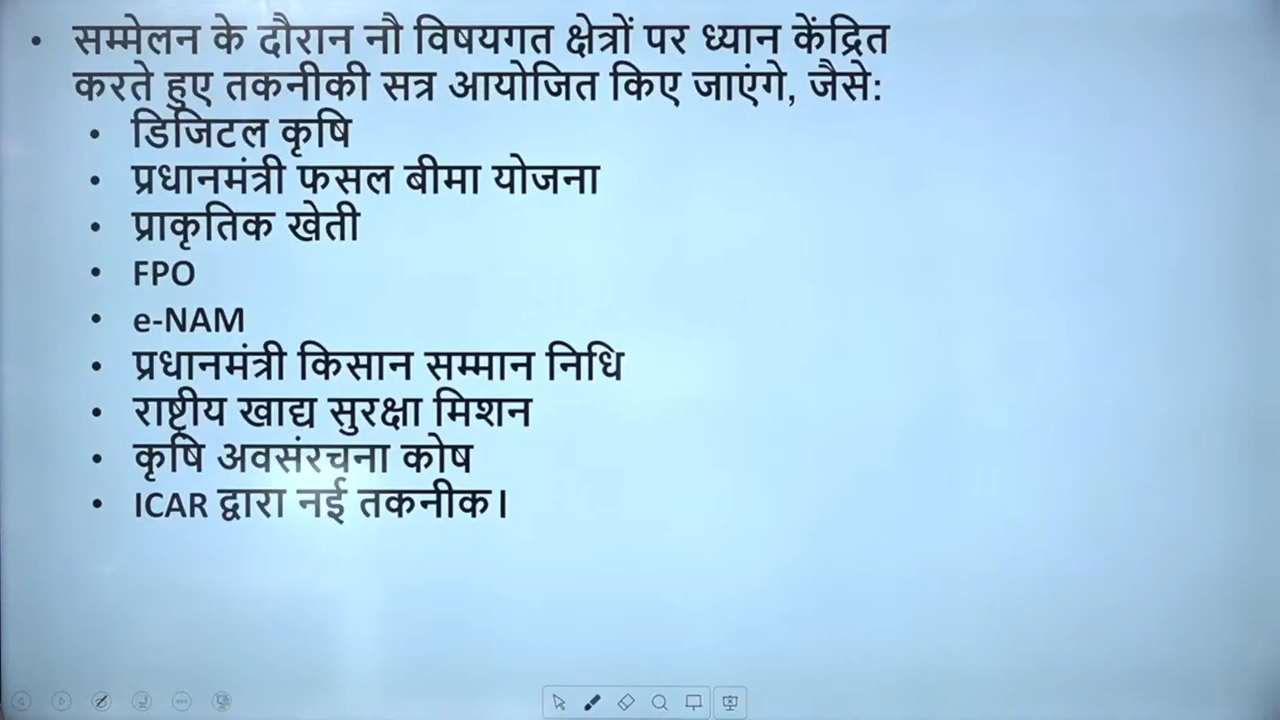 • सम्मेलन के दौरान नौ विषयगत क्षेत्रों पर ध्यान केंद्रित
करते हुए तकनीकी सत्र आयोजित किए जाएंगे, जैसे:
• डिजिटल कृषि
• प्रधानमंत्री फसल बीमा योजना
• प्राकृतिक खेती
• FPO
• e-NAM
• प्रधानमंत्री किसान सम्मान निधि
• राष्ट्रीय खाद्य सुरक्षा मिशन
• कृषि अवसंरचना कोष
• ICAR द्वारा नई तकनीक।